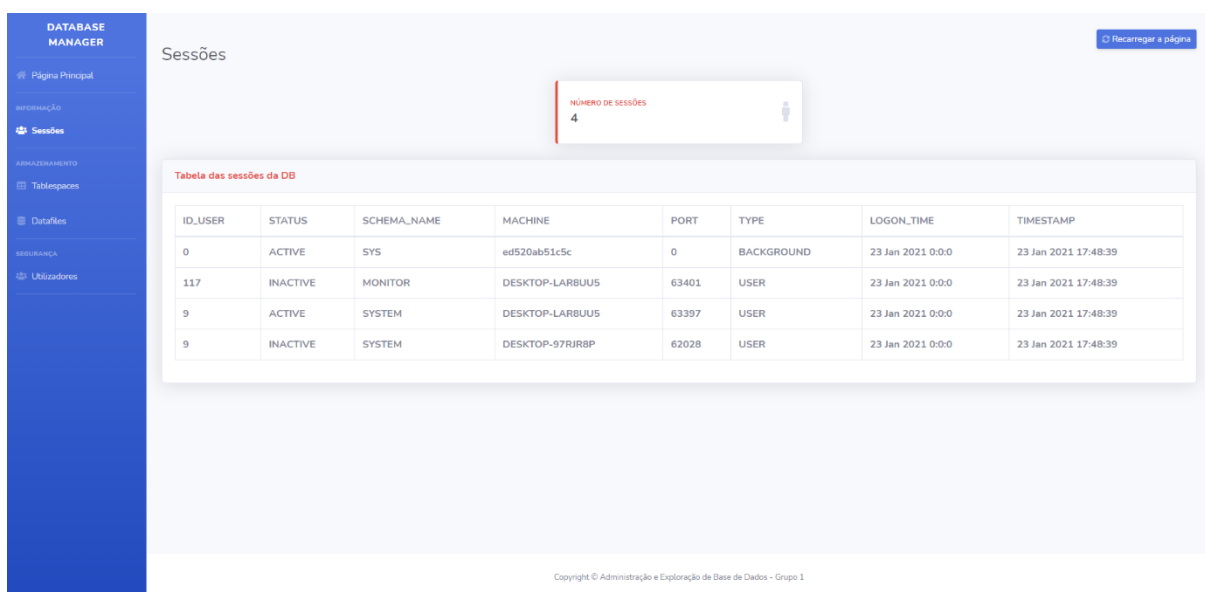 DATABASE
MANAGER
Página Principal
INFORMAÇÃO
Sessões
ARMAZENAMENTO
Tablespaces
Datafiles
SEGURANÇA
Utilizadores
Sessões
Recarregar a página
NÚMERO DE SESSÕES
4
Tabela das sessões da DB
ID_USER STATUS SCHEMA_NAME MACHINE PORT TYPE LOGON_TIME TIMESTAMP
0 ACTIVE SYS ed520ab51c5c 0 BACKGROUND 23 Jan 2021 0:0:0 23 Jan 2021 17:48:39
117 INACTIVE MONITOR DESKTOP-LAR8UU5 63401 USER 23 Jan 2021 0:0:0 23 Jan 2021 17:48:39
9 ACTIVE SYSTEM DESKTOP-LAR8UU5 63397 USER 23 Jan 2021 0:0:0 23 Jan 2021 17:48:39
9 INACTIVE SYSTEM DESKTOP-97RJR8P 62028 USER 23 Jan 2021 0:0:0 23 Jan 2021 17:48:39
Copyright © Administração e Exploração de Base de Dados - Grupo 1